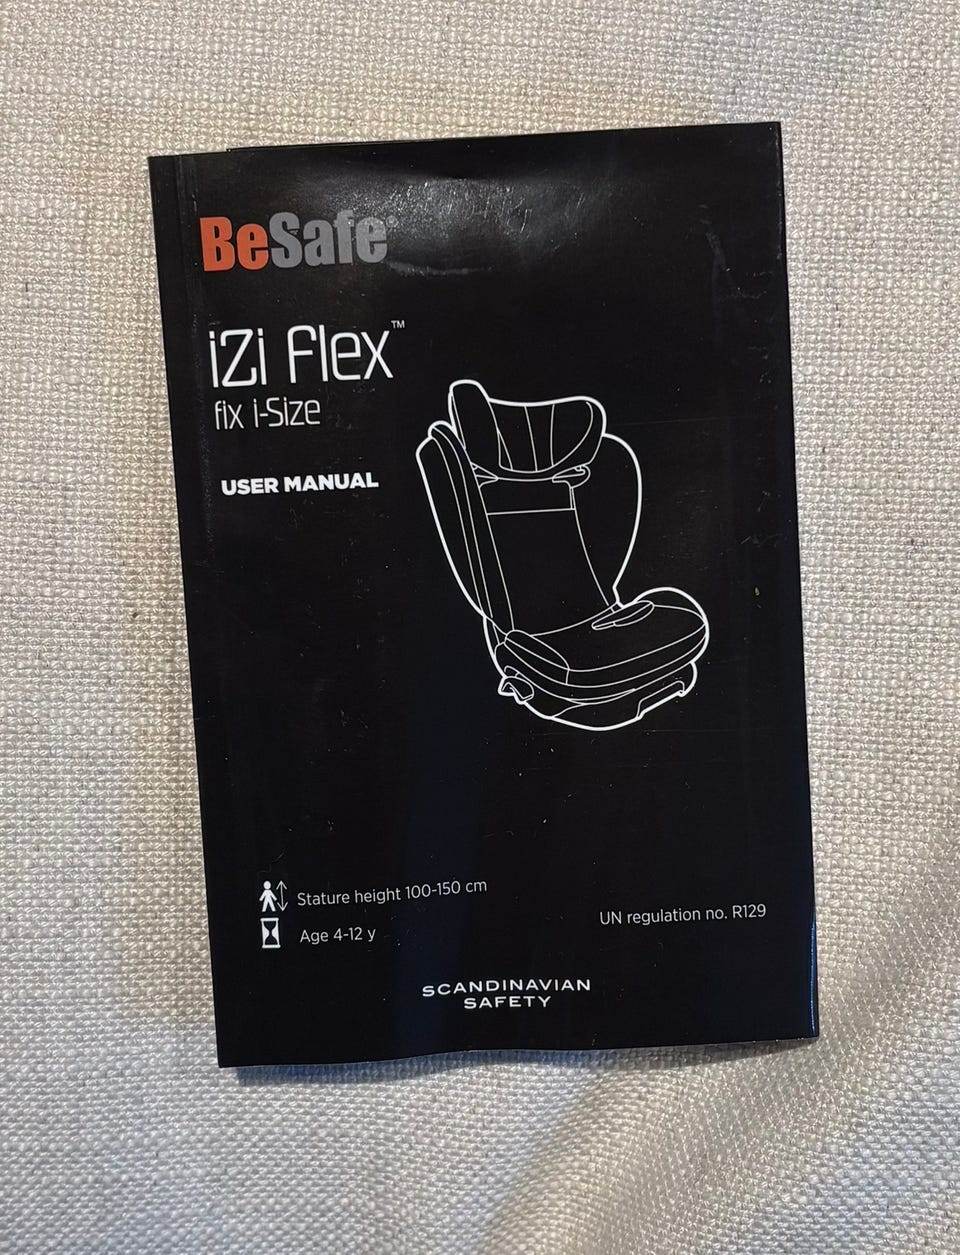 BeSafe®
iZi Flex™
fix i-Size
USER MANUAL
Stature height 100-150 cm
Age 4-12 y
UN regulation no. R129
SCANDINAVIAN
SAFETY